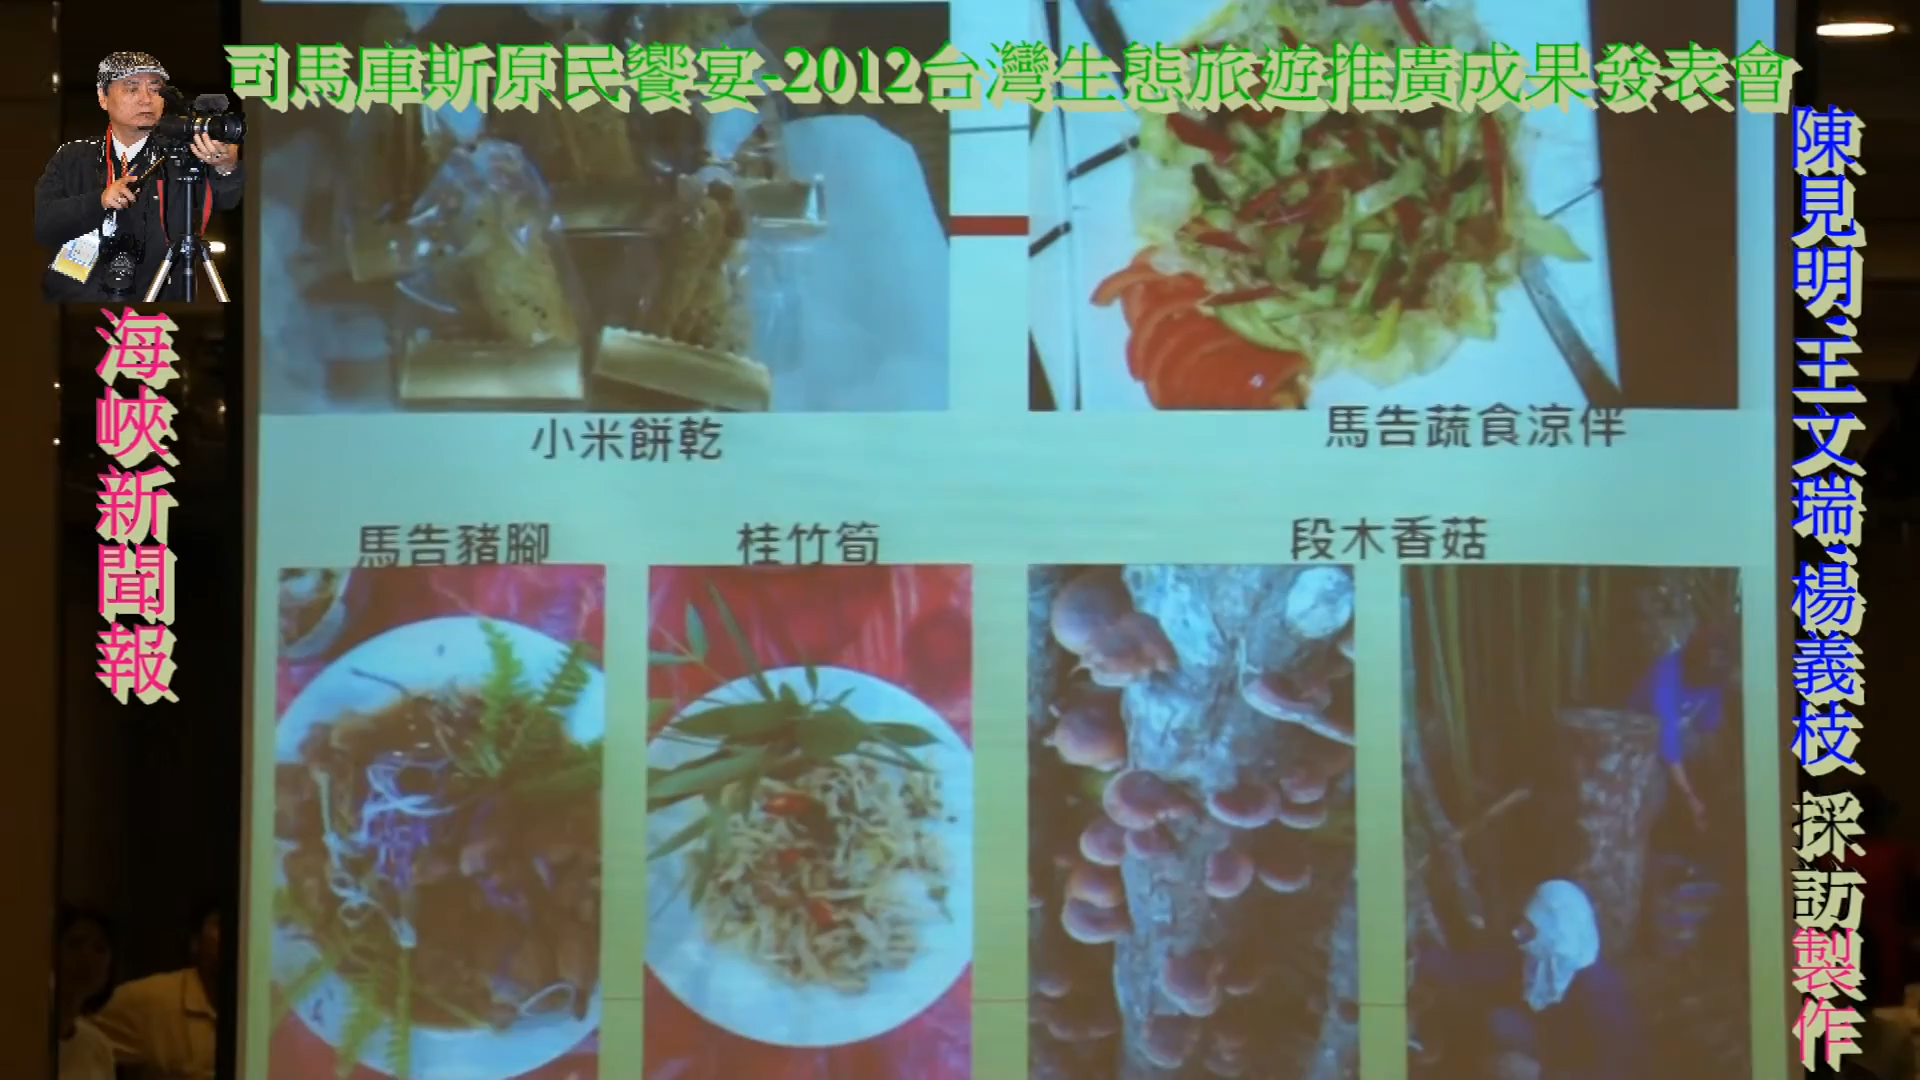 司馬庫斯原民饗宴-2012台灣生態旅遊推廣成果發表會
海峽新聞報
小米餅乾
馬告蔬食涼伴
馬告豬腳
桂竹筍
段木香菇
陳見明.王文瑞.楊義枝 採訪製作